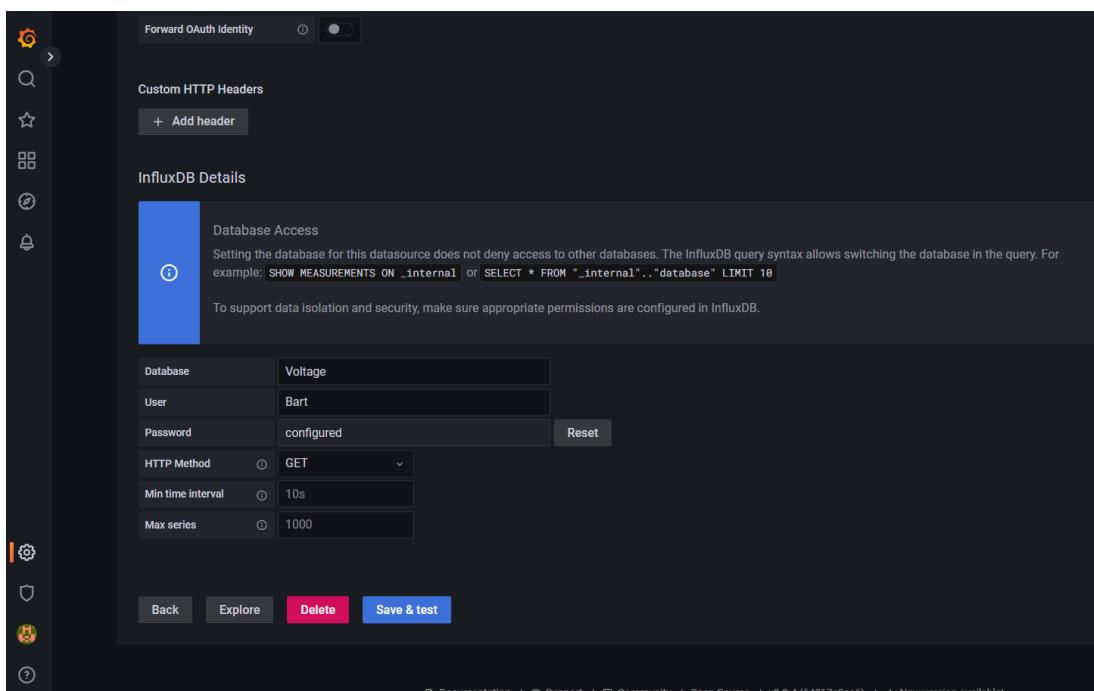 Forward OAuth Identity
Custom HTTP Headers
+ Add header
InfluxDB Details
Database Access
Setting the database for this datasource does not deny access to other databases. The InfluxDB query syntax allows switching the database in the query. For
example: SHOW MEASUREMENTS ON _internal or SELECT * FROM "_internal".."database" LIMIT 10
To support data isolation and security, make sure appropriate permissions are configured in InfluxDB.
Database Voltage
User Bart
Password configured Reset
HTTP Method GET
Min time interval 10s
Max series 1000
Back Explore Delete Save & test